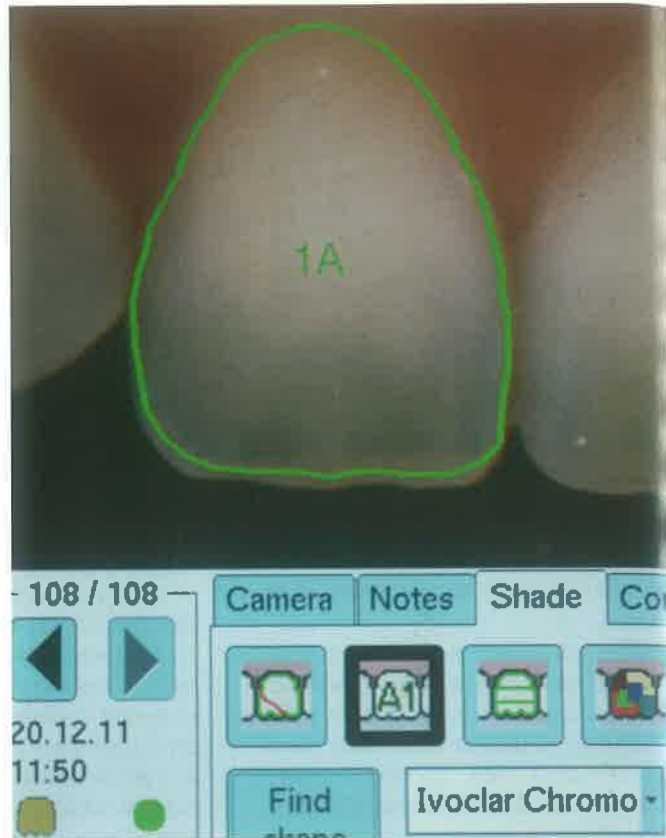 1A
108 / 108
Camera Notes Shade
A1
20.12.11
11:50
Find
Ivoclar Chromo